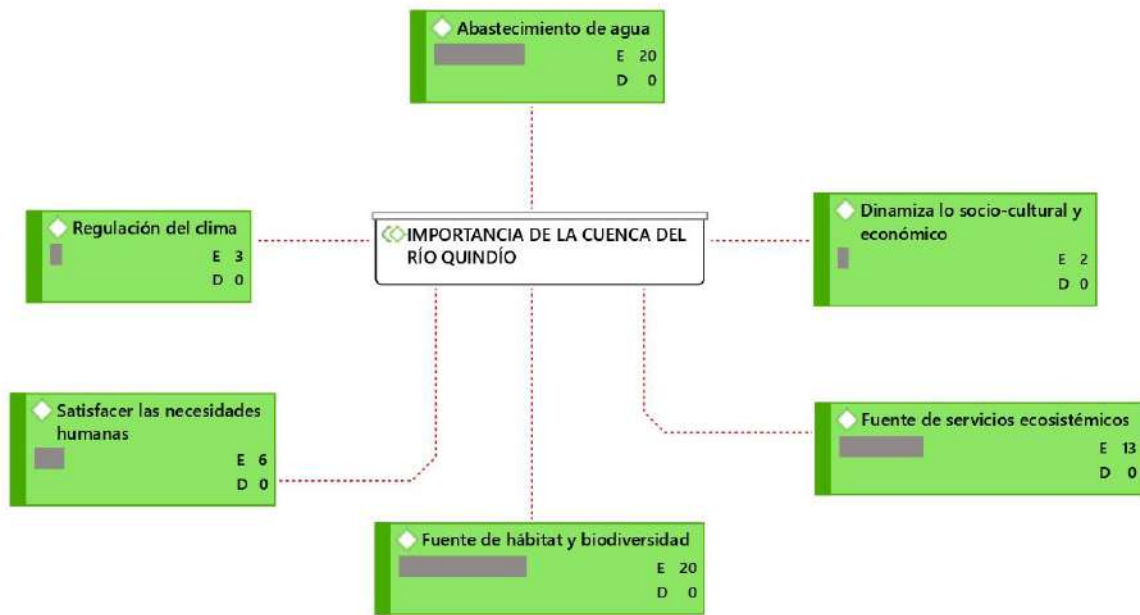 Abastecimiento de agua
E 20
D 0
Regulación del clima
E 3
D 0
IMPORTANCIA DE LA CUENCA DEL
RÍO QUINDÍO
Dinamiza lo socio-cultural y
económico
E 2
D 0
Satisfacer las necesidades
humanas
E 6
D 0
Fuente de servicios ecosistémicos
E 13
D 0
Fuente de hábitat y biodiversidad
E 20
D 0